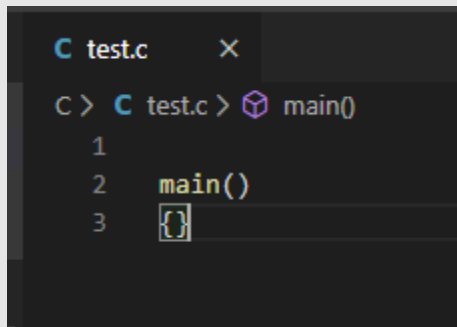 C test.c ×
C > C test.c > main()
1
2 main()
3 {}